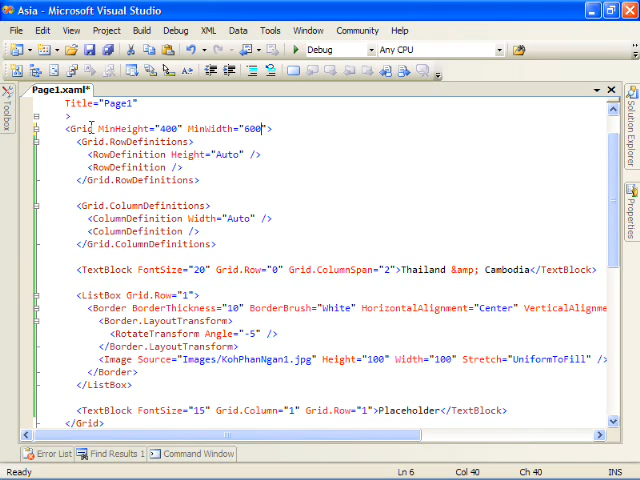 Asia - Microsoft Visual Studio
File Edit View Project Build Debug Data Tools Window Community Help
Debug Any CPU
Page1.xaml*
Toolbox
Solution Explorer
Properties
Title="Page1"
>
<Grid MinHeight="400" MinWidth="600">
<Grid.RowDefinitions>
<RowDefinition Height="Auto" />
<RowDefinition />
</Grid.RowDefinitions>
<Grid.ColumnDefinitions>
<ColumnDefinition Width="Auto" />
<ColumnDefinition />
</Grid.ColumnDefinitions>
<TextBlock FontSize="20" Grid.Row="0" Grid.ColumnSpan="2">Thailand &amp; Cambodia</TextBlock>
<ListBox Grid.Row="1">
<Border BorderThickness="10" BorderBrush="White" HorizontalAlignment="Center" VerticalAlignme
<Border.LayoutTransform>
<RotateTransform Angle="-5" />
</Border.LayoutTransform>
<Image Source="Images/KohPhanNgan1.jpg" Height="100" Width="100" Stretch="UniformToFill" />
</Border>
</ListBox>
<TextBlock FontSize="15" Grid.Column="1" Grid.Row="1">Placeholder</TextBlock>
</Grid>
Error List Find Results 1 Command Window
Ready Ln 6 Col 40 Ch 40 INS